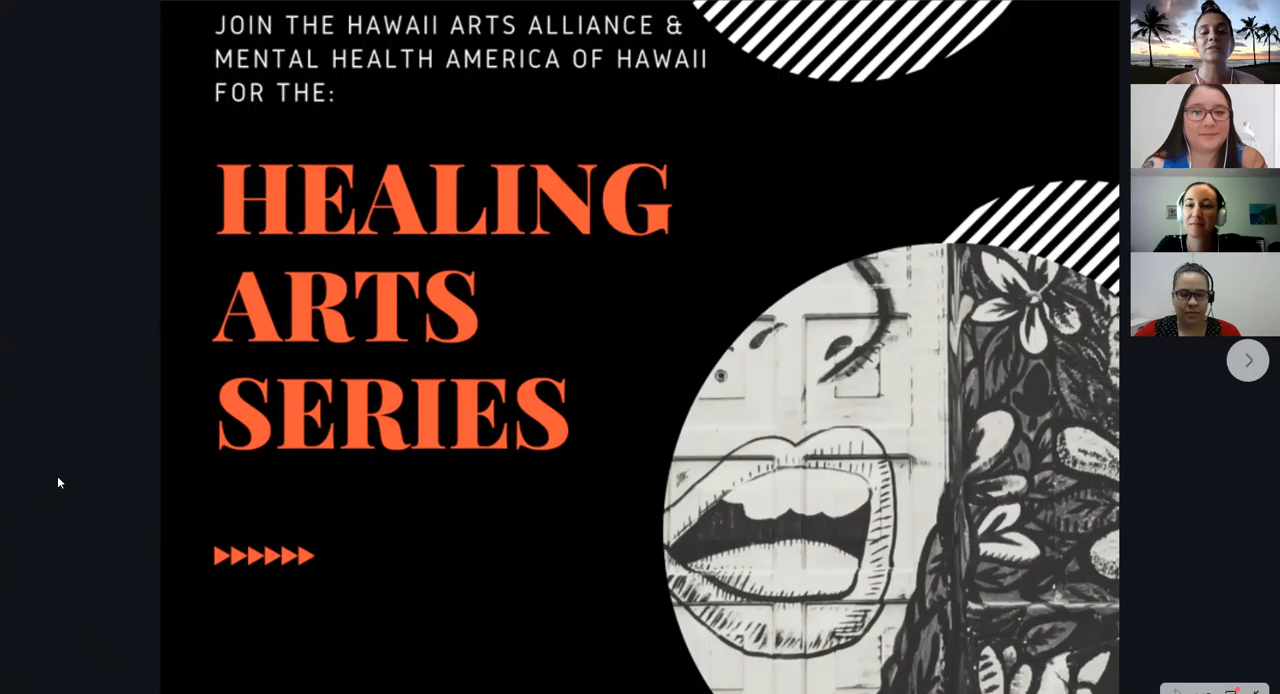 JOIN THE HAWAII ARTS ALLIANCE &
MENTAL HEALTH AMERICA OF HAWAII
FOR THE:
HEALING
ARTS
SERIES